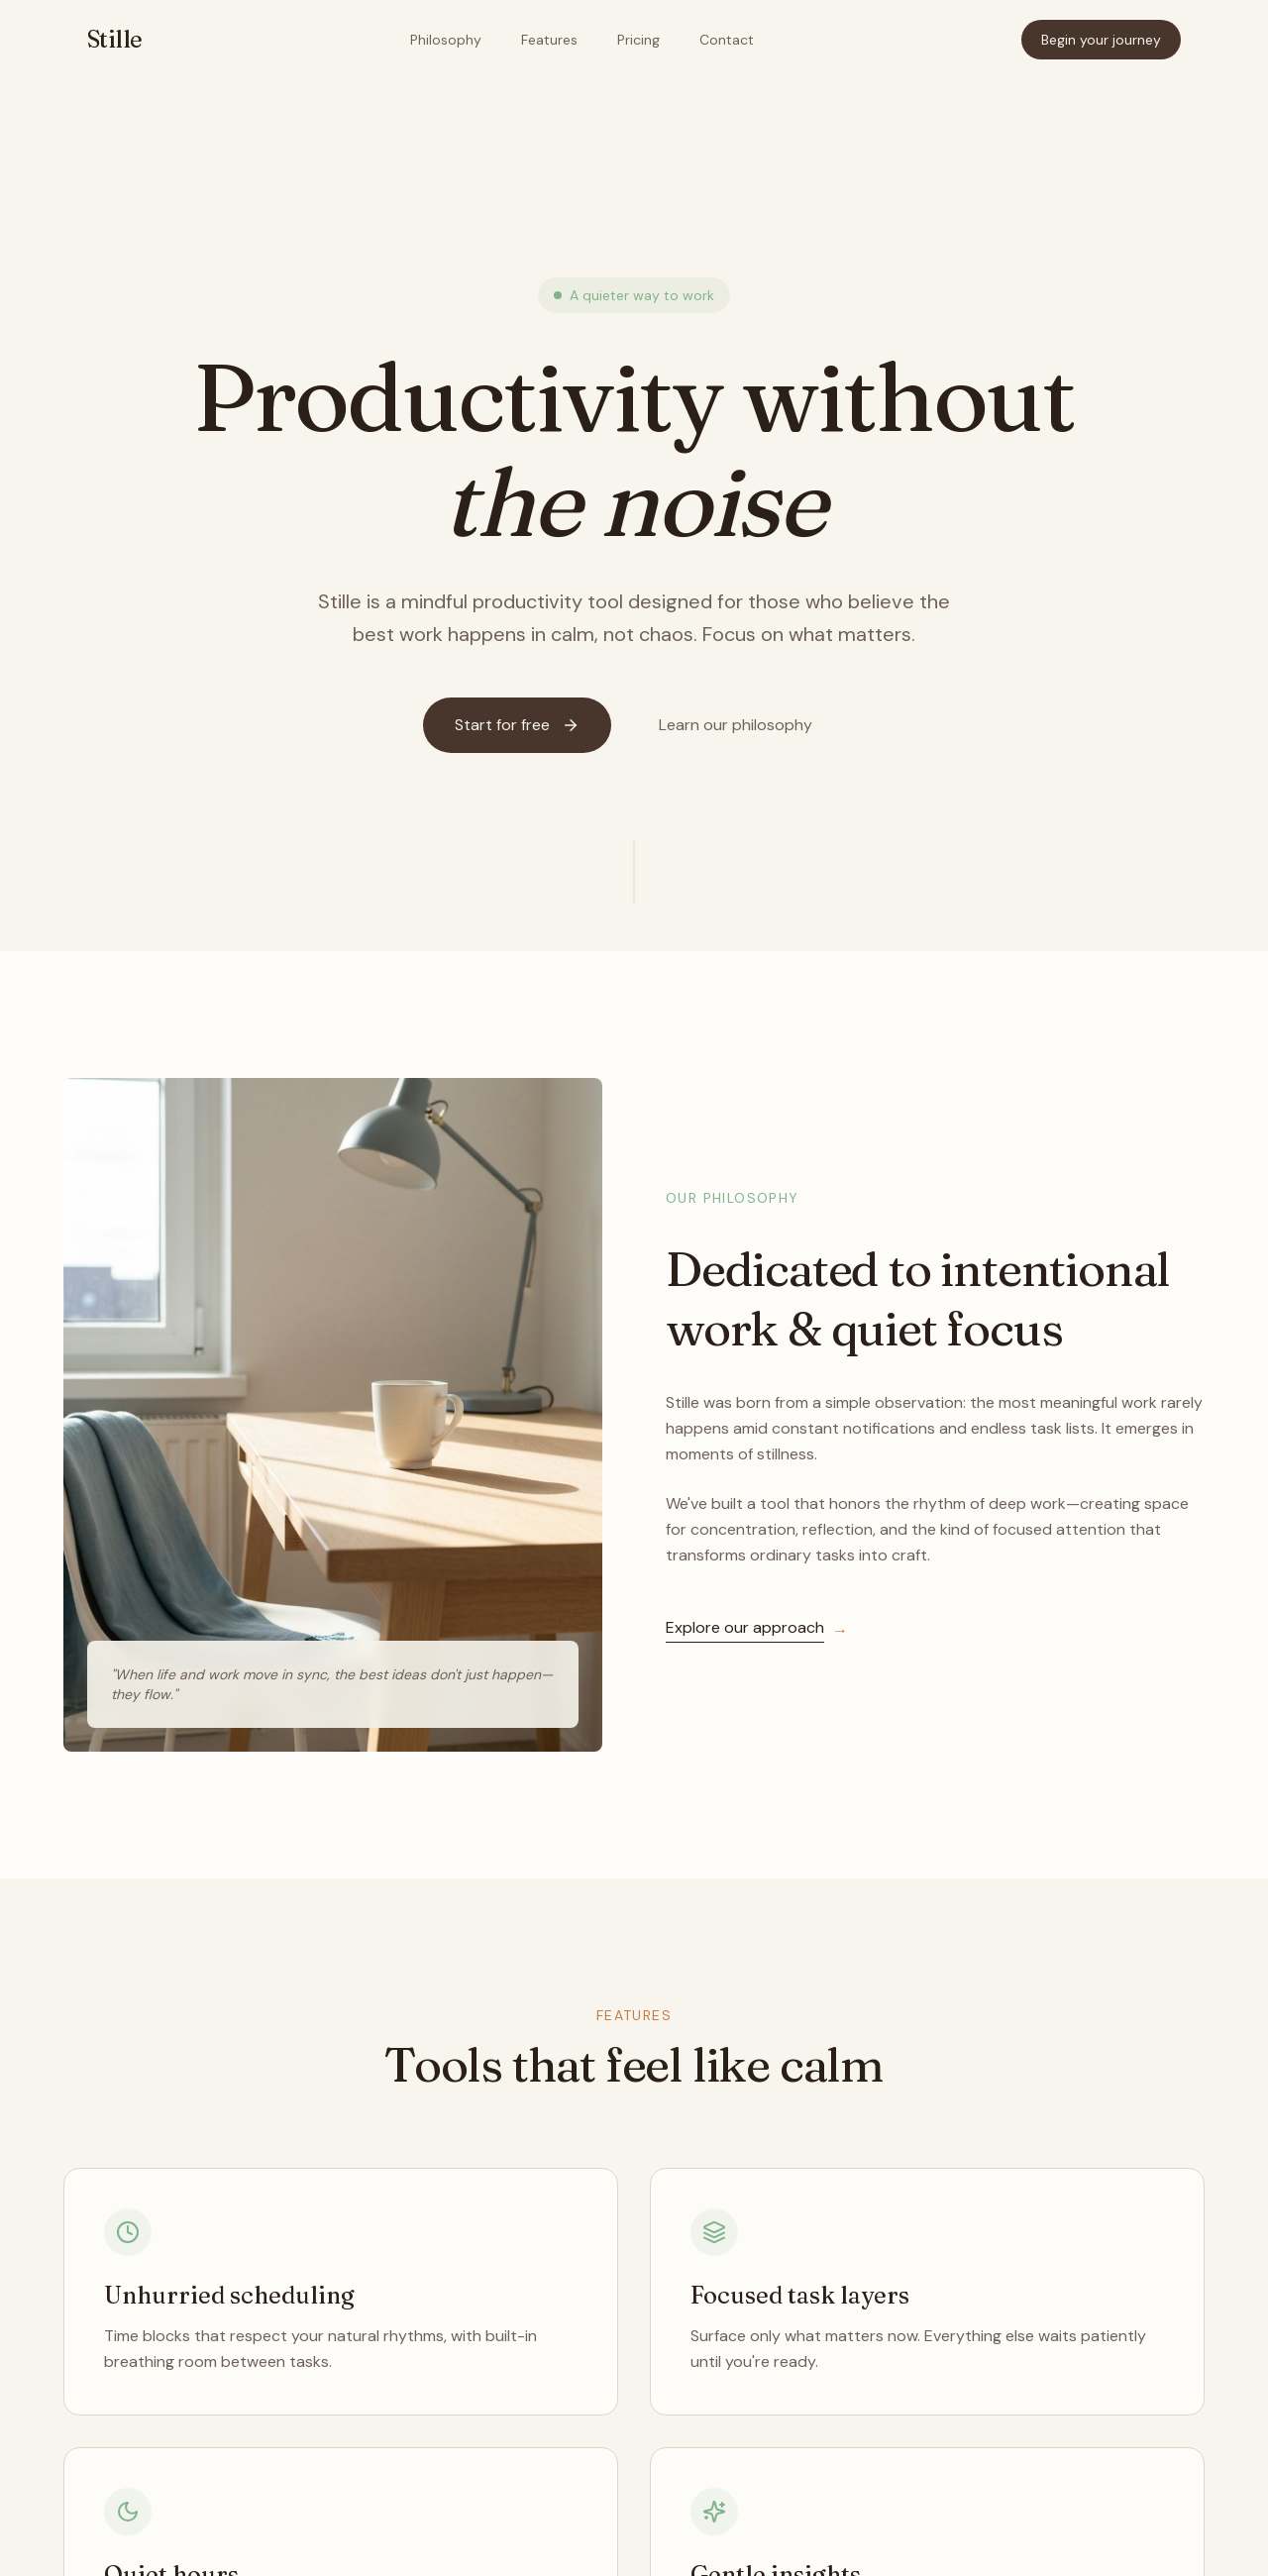 Stille
Philosophy
Features
Pricing
Contact
Begin your journey
A quieter way to work
Productivity without
the noise
Stille is a mindful productivity tool designed for those who believe the
best work happens in calm, not chaos. Focus on what matters.
Start for free
Learn our philosophy
"When life and work move in sync, the best ideas don't just happen—
they flow."
OUR PHILOSOPHY
Dedicated to intentional
work & quiet focus
Stille was born from a simple observation: the most meaningful work rarely
happens amid constant notifications and endless task lists. It emerges in
moments of stillness.
We've built a tool that honors the rhythm of deep work—creating space
for concentration, reflection, and the kind of focused attention that
transforms ordinary tasks into craft.
Explore our approach →
FEATURES
Tools that feel like calm
Unhurried scheduling
Time blocks that respect your natural rhythms, with built-in
breathing room between tasks.
Focused task layers
Surface only what matters now. Everything else waits patiently
until you're ready.
Quiet hours
Gentle insights